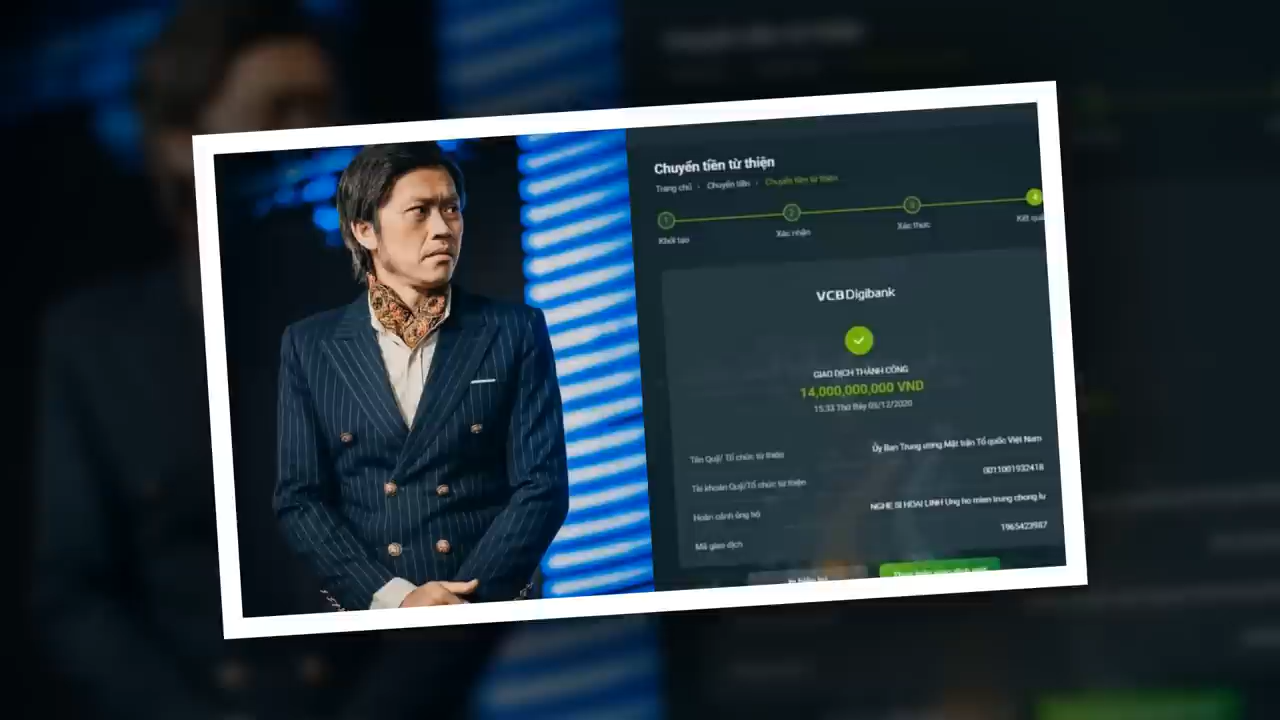 Chuyển tiền từ thiện
Trang chủ › Chuyển tiền › Chuyển tiền từ thiện
1 2 3 4
Khởi tạo Xác nhận Xác thực Kết quả
VCB Digibank
GIAO DỊCH THÀNH CÔNG
14,000,000,000 VND
15:33 Thứ Bảy 05/12/2020
Tên Quỹ/ Tổ chức từ thiện Ủy Ban Trung ương Mặt trận Tổ quốc Việt Nam
Tài khoản Quỹ/Tổ chức từ thiện 0011001932418
Hoàn cảnh ủng hộ NGHE SI HOAI LINH Ung ho mien trung chong lu
Mã giao dịch 1965423987